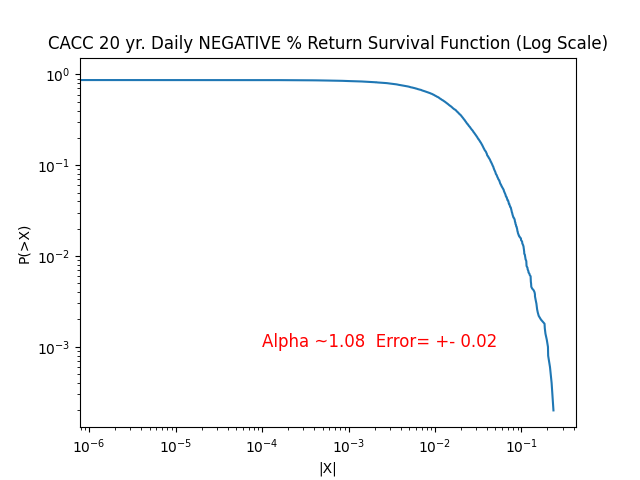 CACC 20 yr. Daily NEGATIVE % Return Survival Function (Log Scale)
10⁰
10⁻¹
10⁻²
10⁻³
P(>X)
Alpha ~1.08  Error= +- 0.02
10⁻⁶ 10⁻⁵ 10⁻⁴ 10⁻³ 10⁻² 10⁻¹
|X|